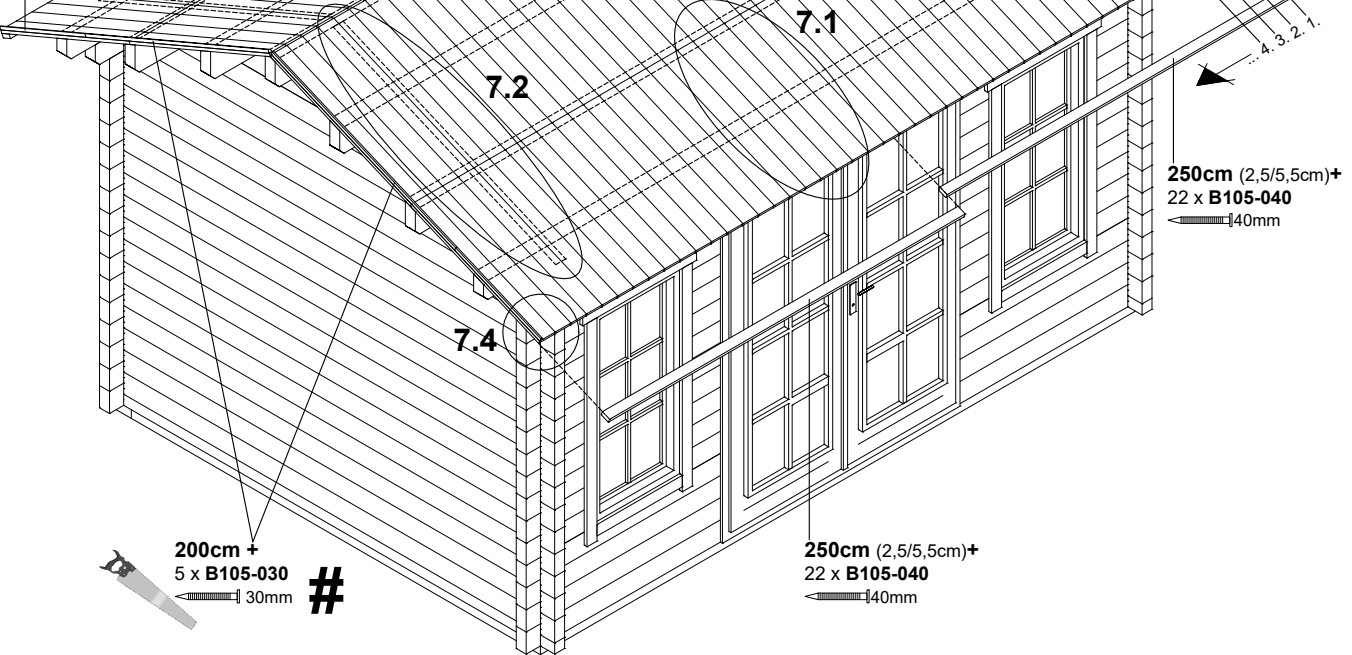 7.1
... 4. 3. 2. 1.
7.2
250cm (2,5/5,5cm)+
22 x B105-040
40mm
7.4
200cm +
5 x B105-030
30mm
#
250cm (2,5/5,5cm)+
22 x B105-040
40mm